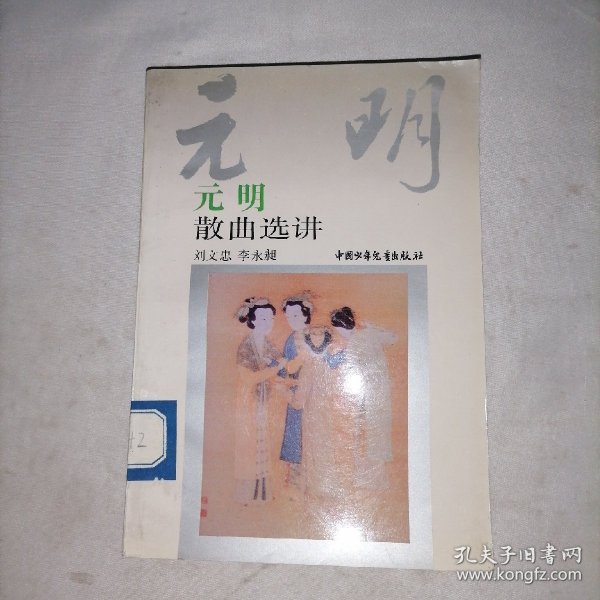 元 明
元明
散曲选讲
刘文忠 李永昶 中国少年儿童出版社
42
孔夫子旧书网
www.kongfz.com